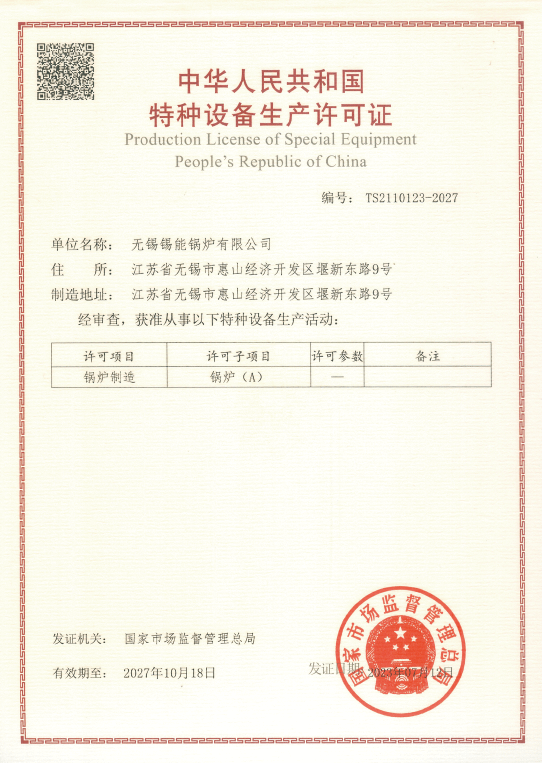 中华人民共和国
特种设备生产许可证
Production License of Special Equipment
People's Republic of China
编号： TS2110123-2027
单位名称： 无锡锡能锅炉有限公司
住 所： 江苏省无锡市惠山经济开发区堰新东路9号
制造地址： 江苏省无锡市惠山经济开发区堰新东路9号
经审查，获准从事以下特种设备生产活动：
许可项目 许可子项目 许可参数 备注
锅炉制造 锅炉（A） —
国家市场监督管理总局
发证机关： 国家市场监督管理总局
有效期至： 2027年10月18日
发证日期